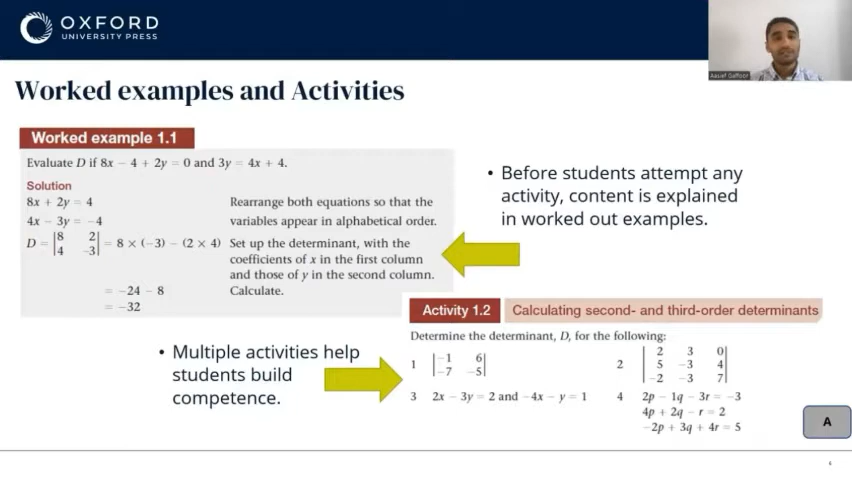 OXFORD
UNIVERSITY PRESS
Aasief Gaffoor
Worked examples and Activities
Worked example 1.1
Evaluate D if 8x − 4 + 2y = 0 and 3y = 4x + 4.
Solution
8x + 2y = 4 Rearrange both equations so that the
4x − 3y = −4 variables appear in alphabetical order.
D = |8 2| = 8 × (−3) − (2 × 4) Set up the determinant, with the
|4 −3| coefficients of x in the first column
and those of y in the second column.
= −24 − 8 Calculate.
= −32
• Before students attempt any
activity, content is explained
in worked out examples.
• Multiple activities help
students build
competence.
Activity 1.2 Calculating second- and third-order determinants
Determine the determinant, D, for the following:
1 |−1 6|
|−7 −5|
2 |2 3 0|
|5 −3 4|
|−2 −3 7|
3 2x − 3y = 2 and −4x − y = 1
4 2p − 1q − 3r = −3
4p + 2q − r = 2
−2p + 3q + 4r = 5
A